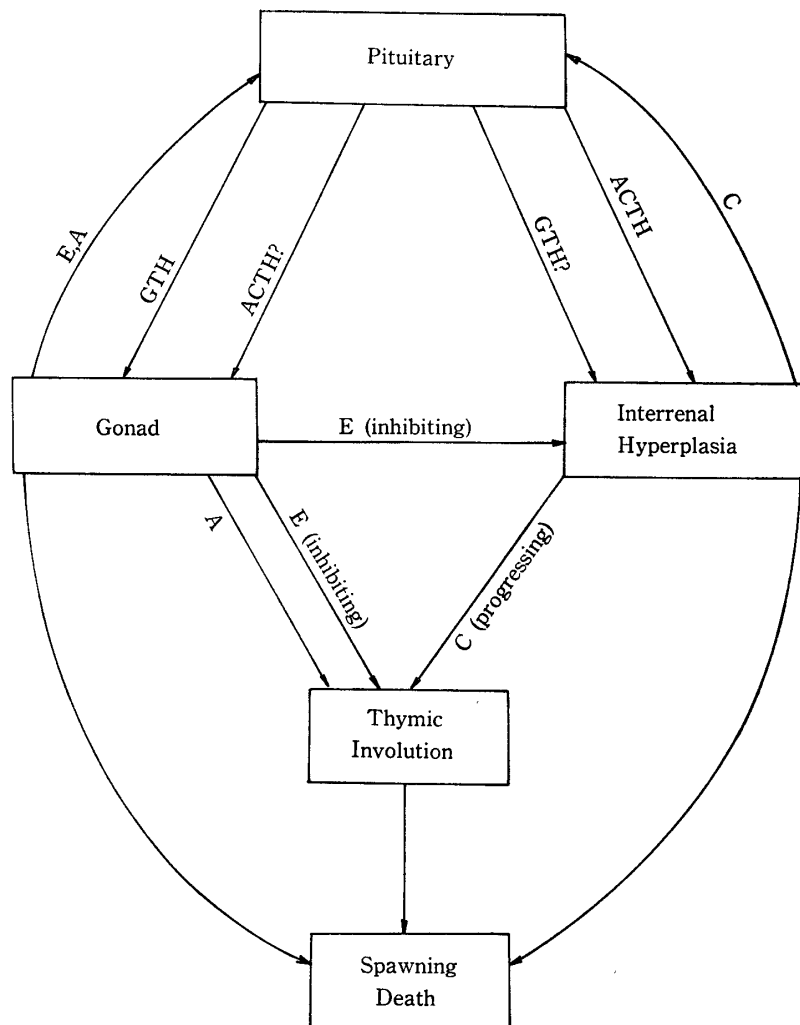 Pituitary
E,A
GTH
ACTH?
GTH?
ACTH
C
Gonad
E (inhibiting)
Interrenal
Hyperplasia
A
E (inhibiting)
C (progressing)
Thymic
Involution
Spawning
Death